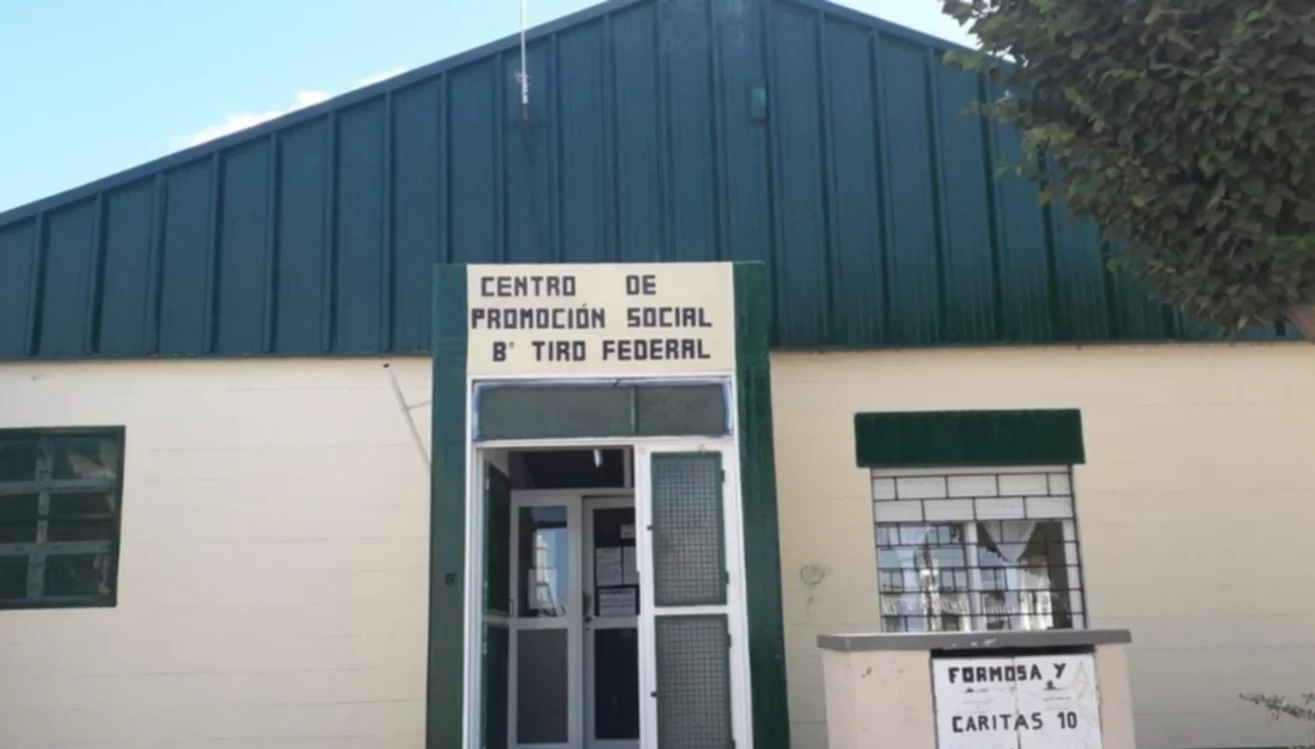 CENTRO DE
PROMOCIÓN SOCIAL
B° TIRO FEDERAL
FORMOSA Y
CARITAS 10